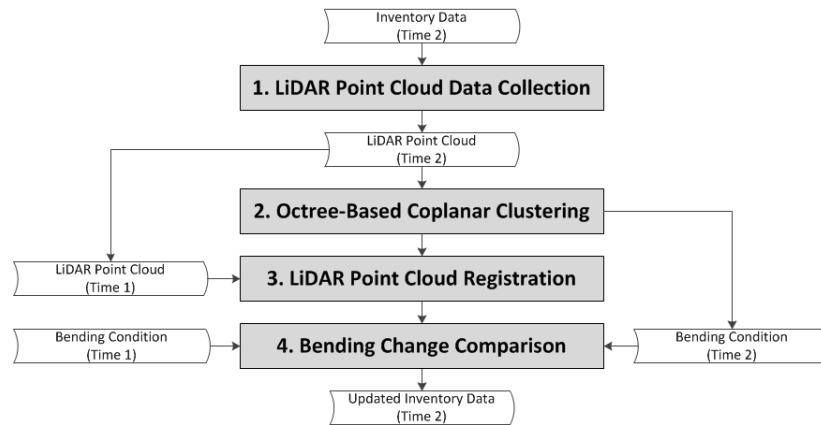 Inventory Data
(Time 2)
1. LiDAR Point Cloud Data Collection
LiDAR Point Cloud
(Time 2)
2. Octree-Based Coplanar Clustering
LiDAR Point Cloud
(Time 1)
3. LiDAR Point Cloud Registration
Bending Condition
(Time 1)
4. Bending Change Comparison
Bending Condition
(Time 2)
Updated Inventory Data
(Time 2)